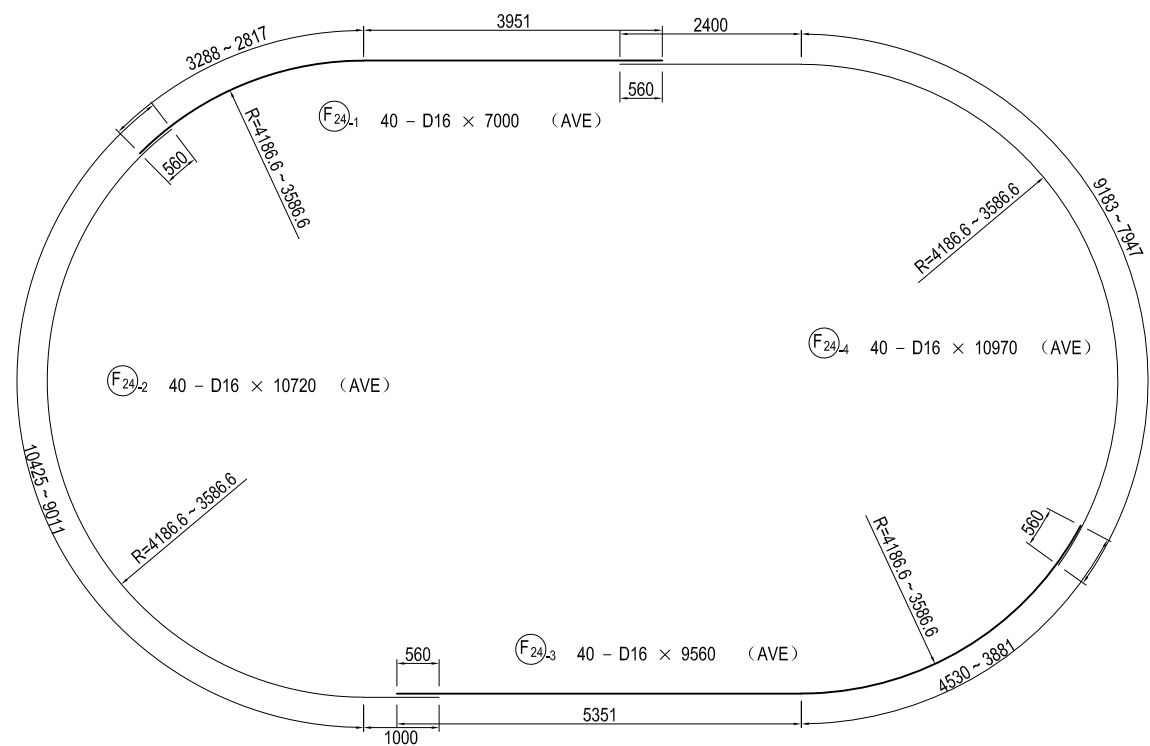 3951
2400
3288 ~ 2817
560
F24-1 40 – D16 × 7000 （AVE）
560
R=4186.6 ~ 3586.6
R=4186.6 ~ 3586.6
9183 ~ 7947
F24-4 40 – D16 × 10970 （AVE）
F24-2 40 – D16 × 10720 （AVE）
10425 ~ 9011
R=4186.6 ~ 3586.6
560
R=4186.6 ~ 3586.6
F24-3 40 – D16 × 9560 （AVE）
560
4530 ~ 3881
5351
1000